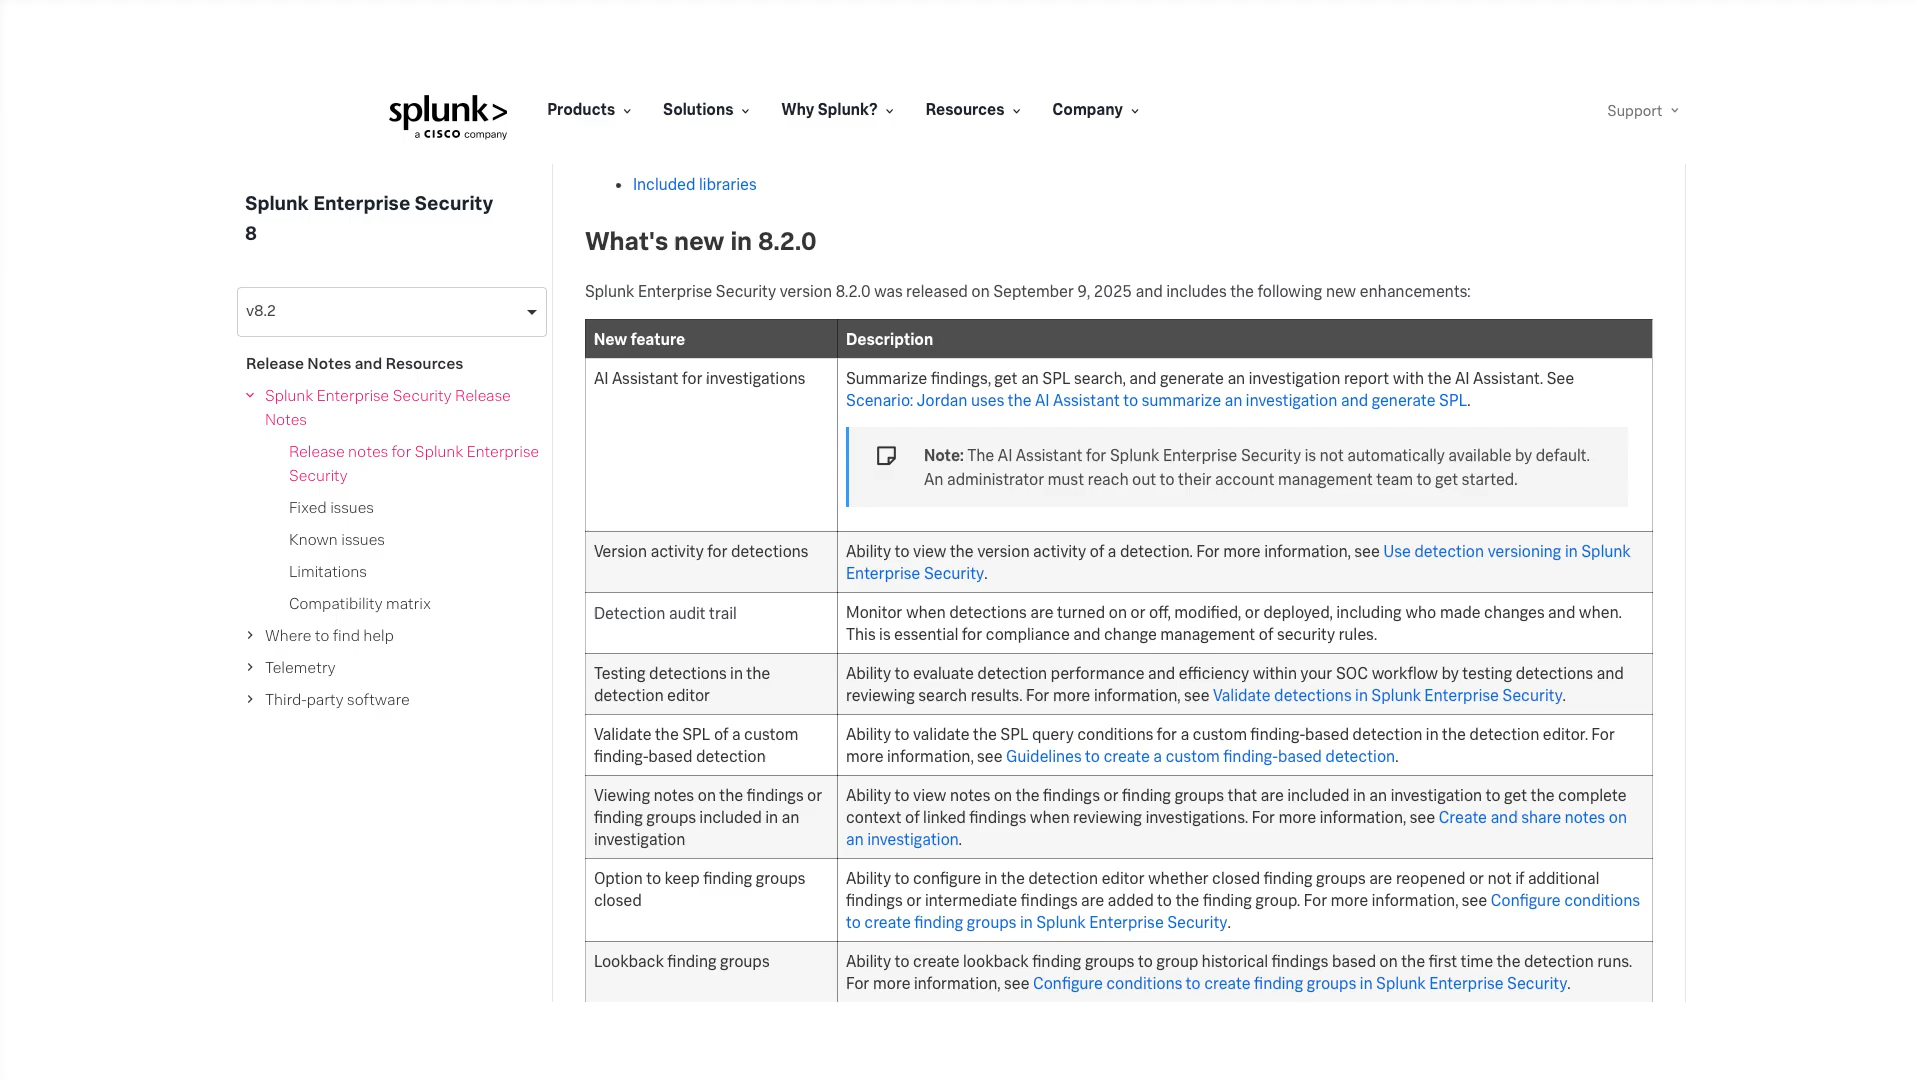 splunk>
a CISCO company
Products
Solutions
Why Splunk?
Resources
Company
Support
Splunk Enterprise Security
8
v8.2
Release Notes and Resources
Splunk Enterprise Security Release
Notes
Release notes for Splunk Enterprise
Security
Fixed issues
Known issues
Limitations
Compatibility matrix
Where to find help
Telemetry
Third-party software
• Included libraries
What's new in 8.2.0
Splunk Enterprise Security version 8.2.0 was released on September 9, 2025 and includes the following new enhancements:
New feature
Description
AI Assistant for investigations
Summarize findings, get an SPL search, and generate an investigation report with the AI Assistant. See
Scenario: Jordan uses the AI Assistant to summarize an investigation and generate SPL.
Note: The AI Assistant for Splunk Enterprise Security is not automatically available by default.
An administrator must reach out to their account management team to get started.
Version activity for detections
Ability to view the version activity of a detection. For more information, see Use detection versioning in Splunk
Enterprise Security.
Detection audit trail
Monitor when detections are turned on or off, modified, or deployed, including who made changes and when.
This is essential for compliance and change management of security rules.
Testing detections in the
detection editor
Ability to evaluate detection performance and efficiency within your SOC workflow by testing detections and
reviewing search results. For more information, see Validate detections in Splunk Enterprise Security.
Validate the SPL of a custom
finding-based detection
Ability to validate the SPL query conditions for a custom finding-based detection in the detection editor. For
more information, see Guidelines to create a custom finding-based detection.
Viewing notes on the findings or
finding groups included in an
investigation
Ability to view notes on the findings or finding groups that are included in an investigation to get the complete
context of linked findings when reviewing investigations. For more information, see Create and share notes on
an investigation.
Option to keep finding groups
closed
Ability to configure in the detection editor whether closed finding groups are reopened or not if additional
findings or intermediate findings are added to the finding group. For more information, see Configure conditions
to create finding groups in Splunk Enterprise Security.
Lookback finding groups
Ability to create lookback finding groups to group historical findings based on the first time the detection runs.
For more information, see Configure conditions to create finding groups in Splunk Enterprise Security.